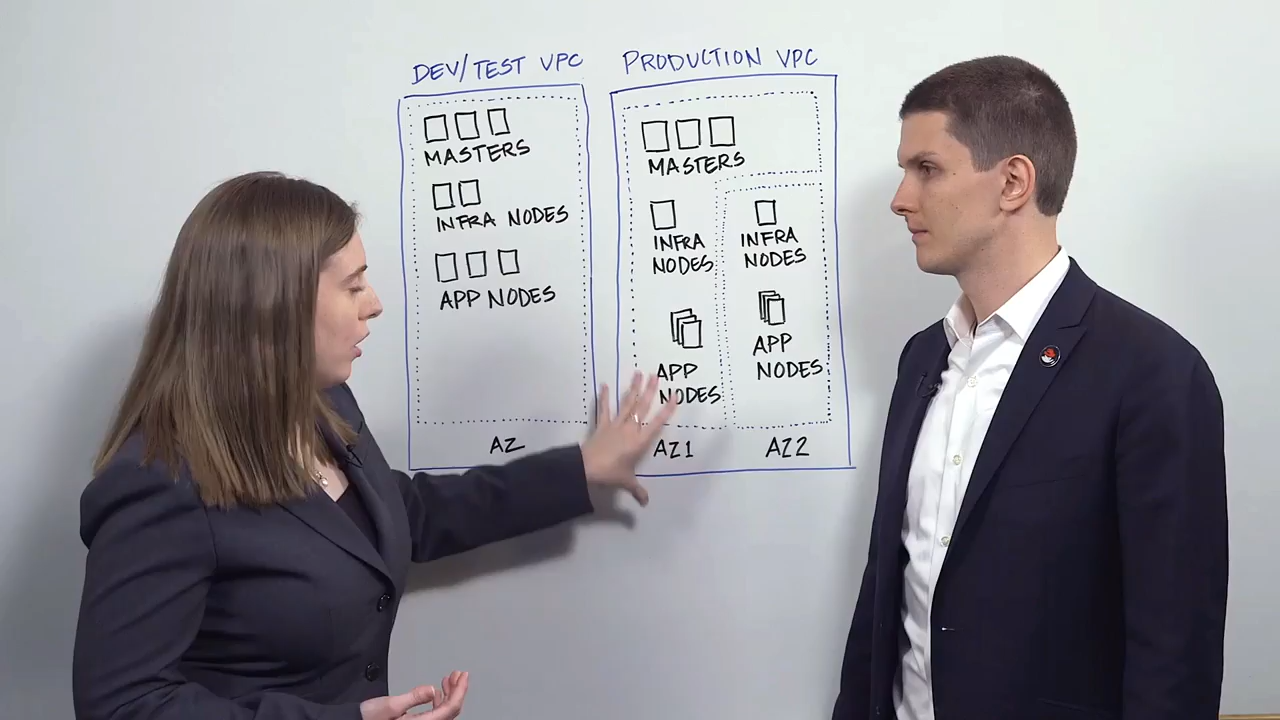 DEV/TEST VPC
MASTERS
INFRA NODES
APP NODES
AZ
PRODUCTION VPC
MASTERS
INFRA
NODES
APP
NODES
AZ1
INFRA
NODES
APP
NODES
AZ2